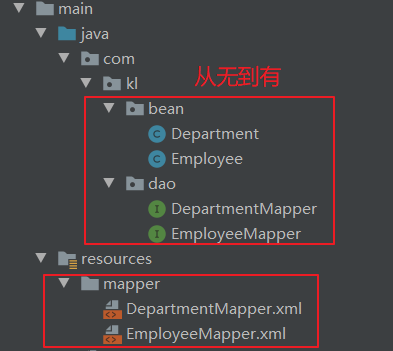 main
java
com
kl
从无到有
bean
Department
Employee
dao
DepartmentMapper
EmployeeMapper
resources
mapper
DepartmentMapper.xml
EmployeeMapper.xml